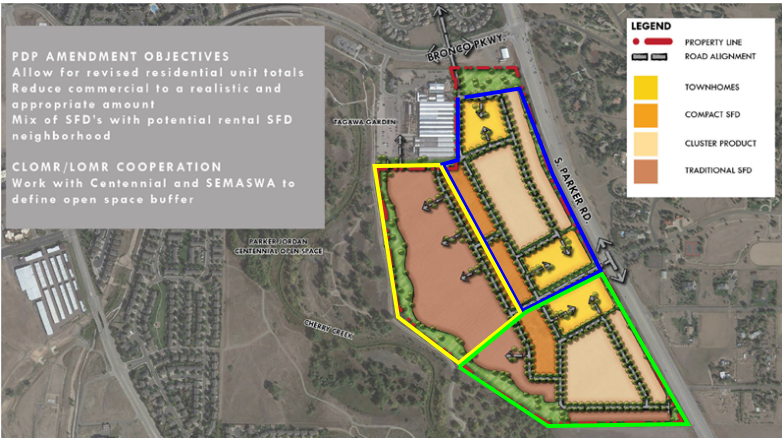 PDP AMENDMENT OBJECTIVES
Allow for revised residential unit totals
Reduce commercial to a realistic and
appropriate amount
Mix of SFD's with potential rental SFD
neighborhood
CLOMR/LOMR COOPERATION
Work with Centennial and SEMASWA to
define open space buffer
BRONCO PKWY.
TAGAWA GARDEN
S. PARKER RD
PARKER JORDAN
CENTENNIAL OPEN SPACE
CHERRY CREEK
LEGEND
PROPERTY LINE
ROAD ALIGNMENT
TOWNHOMES
COMPACT SFD
CLUSTER PRODUCT
TRADITIONAL SFD